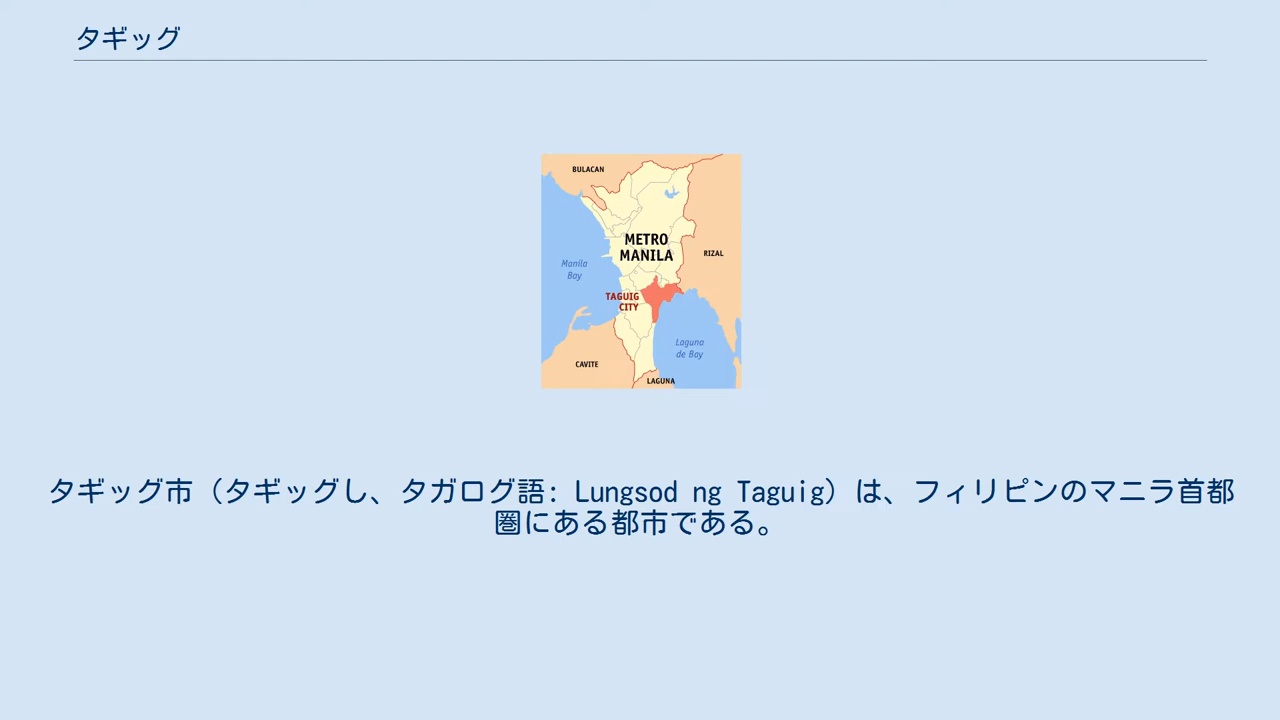 タギッグ
BULACAN
METRO
MANILA
RIZAL
Manila
Bay
TAGUIG
CITY
Laguna
de Bay
CAVITE
LAGUNA
タギッグ市（タギッグし、タガログ語: Lungsod ng Taguig）は、フィリピンのマニラ首都
圏にある都市である。